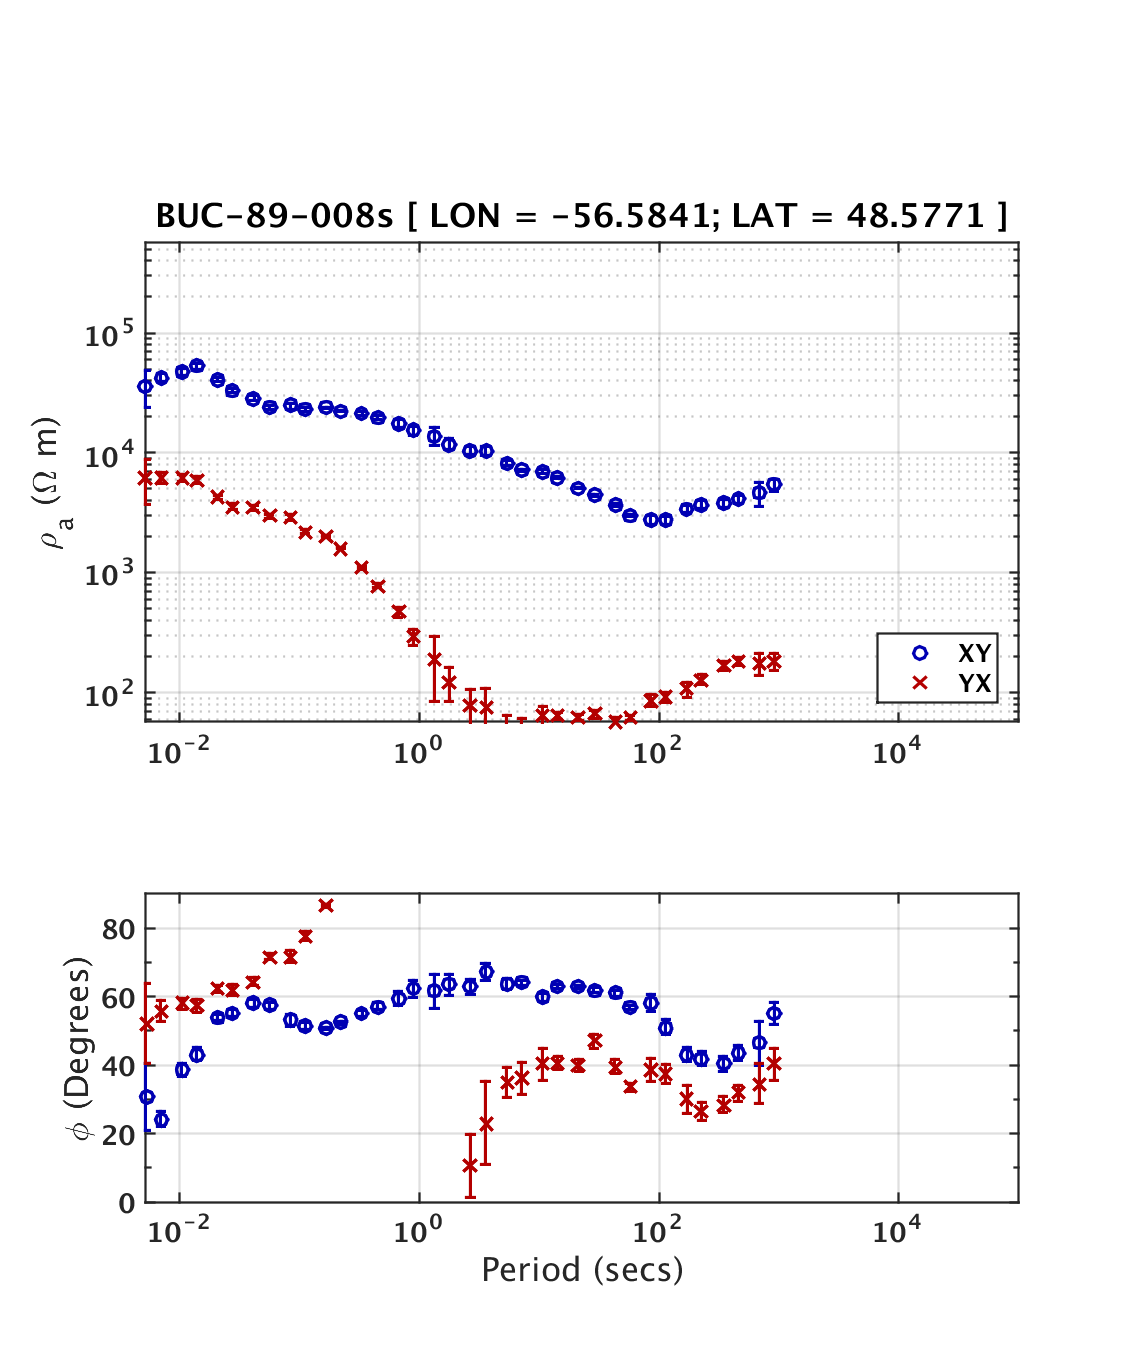 BUC-89-008s [ LON = -56.5841; LAT = 48.5771 ]
ρa (Ω m)
10^5
10^4
10^3
10^2
XY
YX
10^-2 10^0 10^2 10^4
φ (Degrees)
80
60
40
20
0
10^-2 10^0 10^2 10^4
Period (secs)